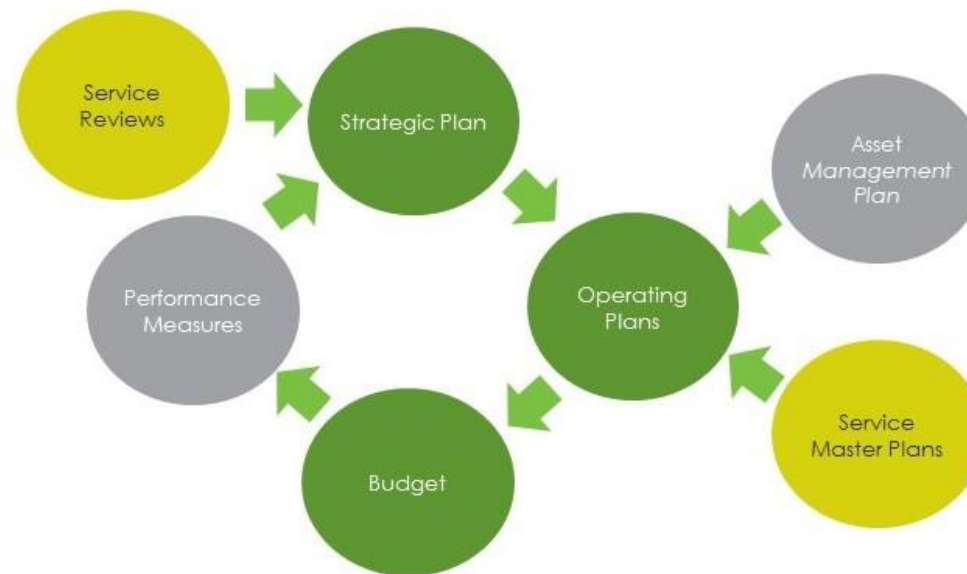 Service
Reviews
Strategic Plan
Asset
Management
Plan
Performance
Measures
Operating
Plans
Service
Master Plans
Budget